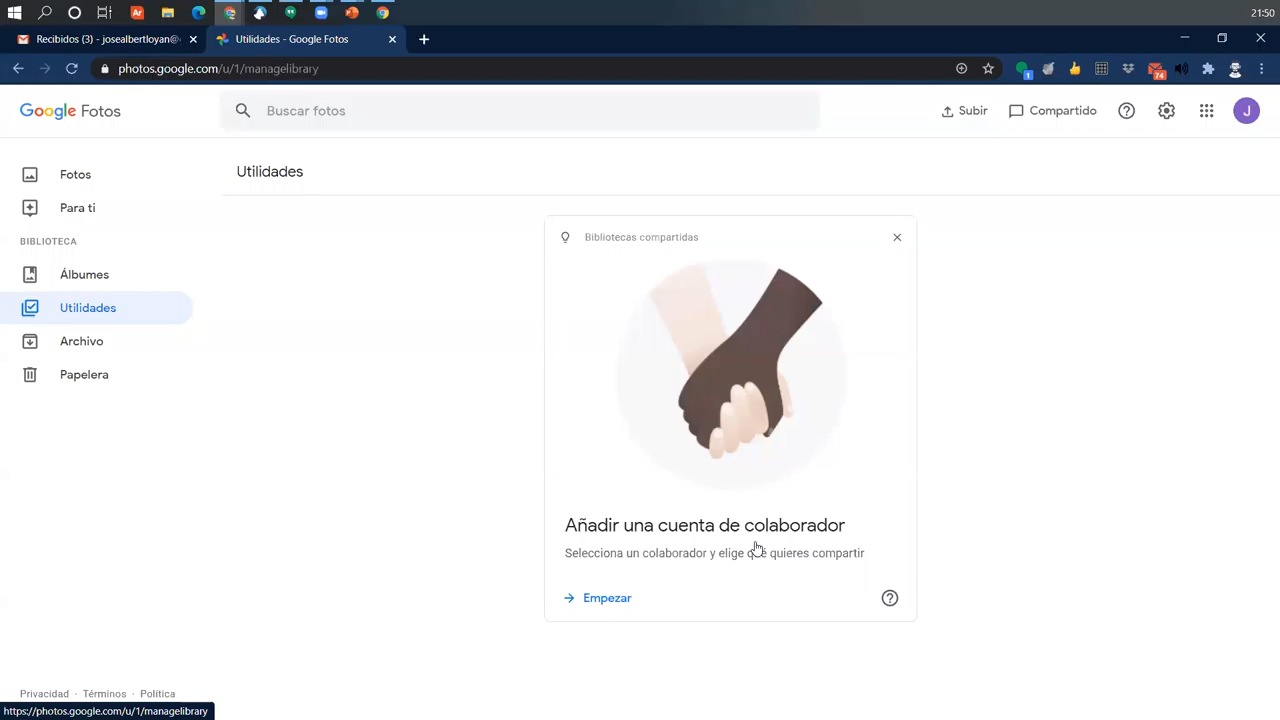 21:50
Recibidos (3) - josealbertloyan@
Utilidades - Google Fotos
photos.google.com/u/1/managelibrary
1
74
Google Fotos
Buscar fotos
Subir
Compartido
J
Fotos
Para ti
BIBLIOTECA
Álbumes
Utilidades
Archivo
Papelera
Utilidades
Bibliotecas compartidas
Añadir una cuenta de colaborador
Selecciona un colaborador y elige qué quieres compartir
Empezar
Privacidad · Términos · Política
https://photos.google.com/u/1/managelibrary